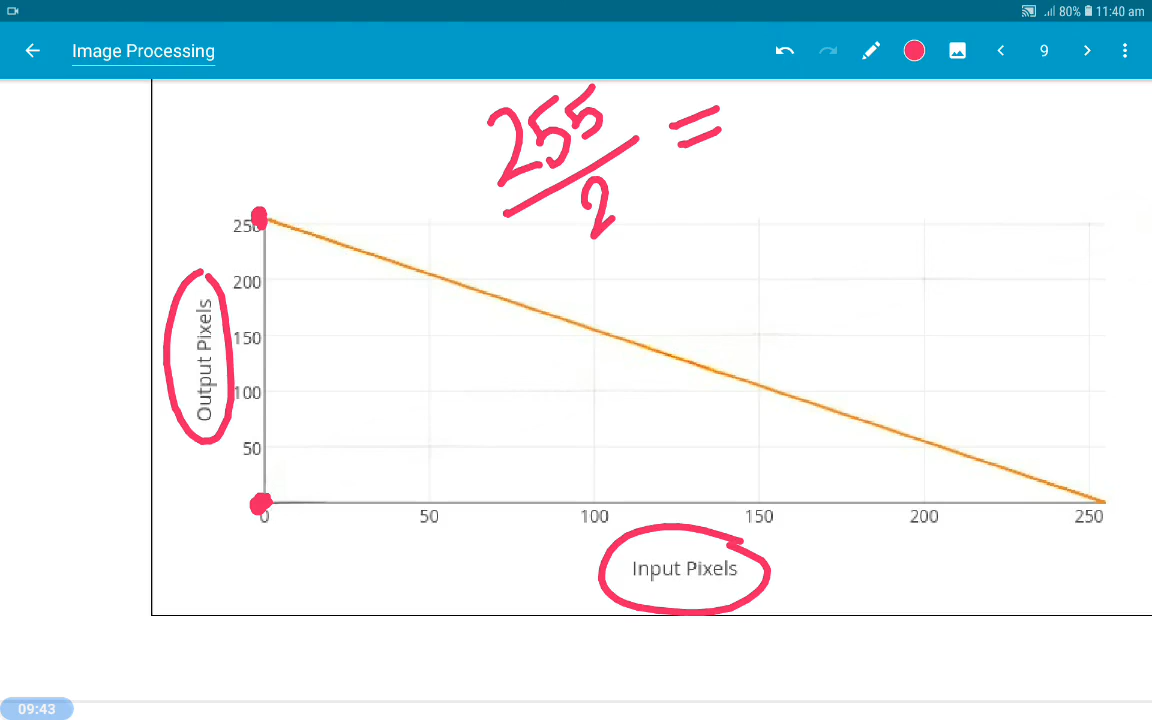 80% 11:40 am
Image Processing
9
255/2 =
250
200
150
100
50
Output Pixels
0 50 100 150 200 250
Input Pixels
09:43